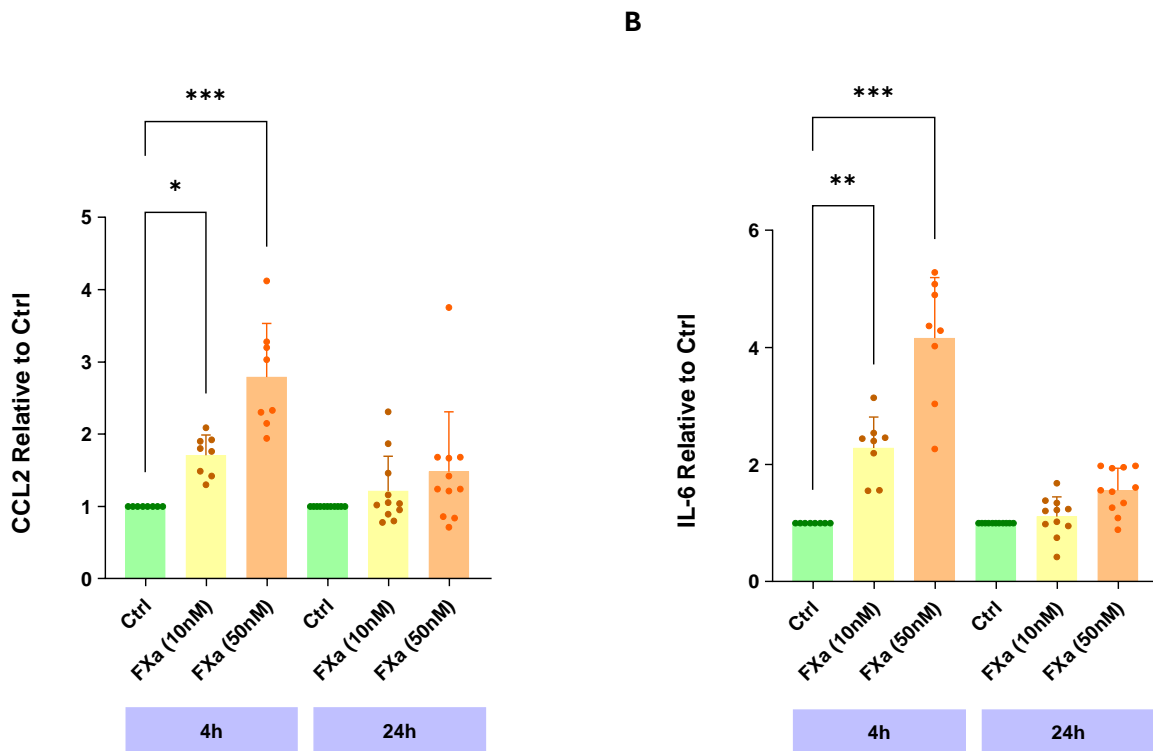 B
***
*
CCL2 Relative to Ctrl
5
4
3
2
1
0
Ctrl
FXa (10nM)
FXa (50nM)
Ctrl
FXa (10nM)
FXa (50nM)
4h
24h
***
**
IL-6 Relative to Ctrl
6
4
2
0
Ctrl
FXa (10nM)
FXa (50nM)
Ctrl
FXa (10nM)
FXa (50nM)
4h
24h